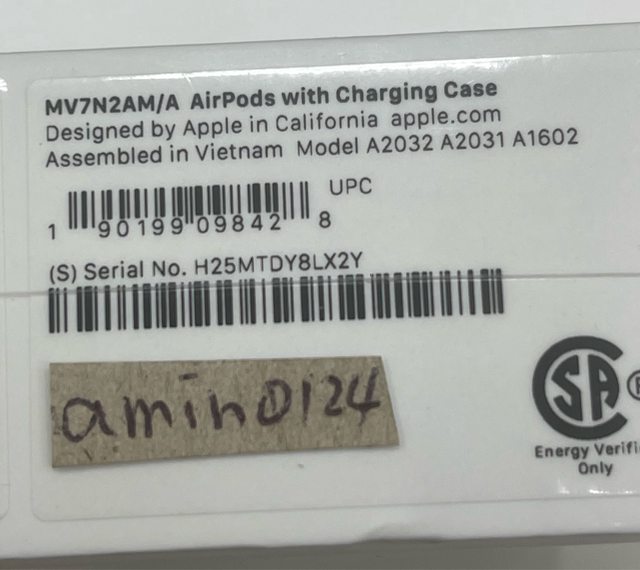 MV7N2AM/A AirPods with Charging Case
Designed by Apple in California apple.com
Assembled in Vietnam Model A2032 A2031 A1602
UPC
1 90199 09842 8
(S) Serial No. H25MTDY8LX2Y
amin0124
SA
Energy Verifi
Only